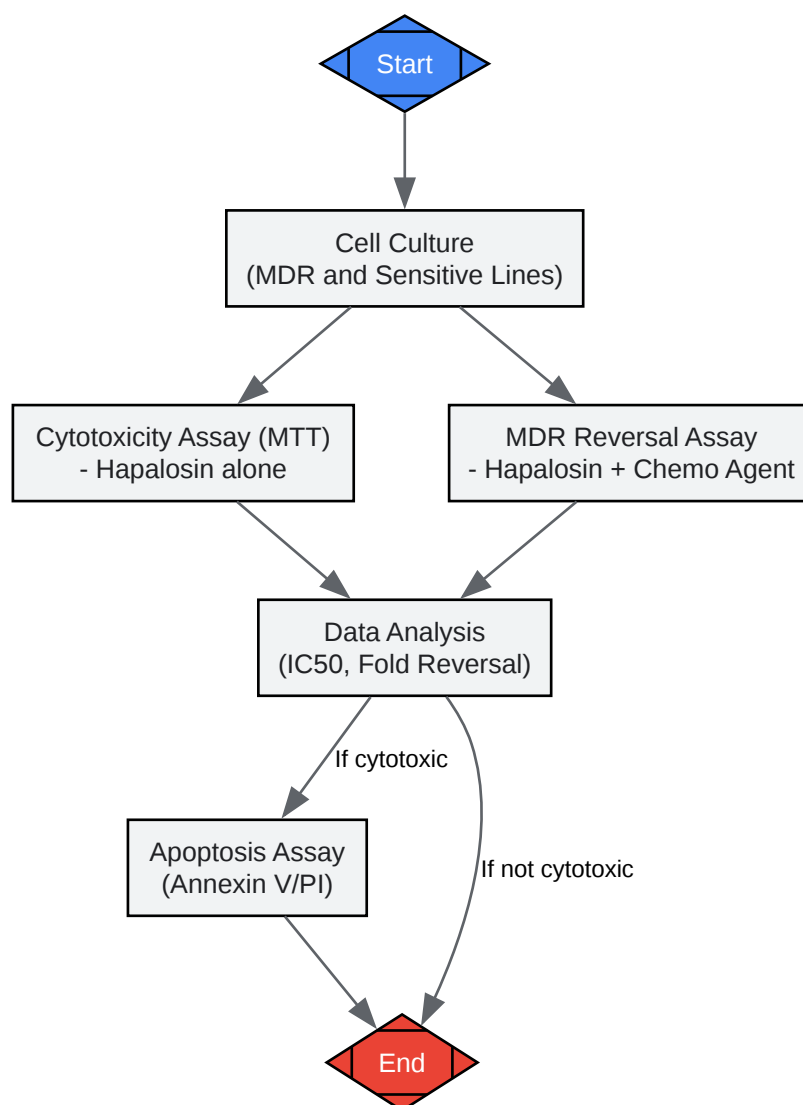 Start
Cell Culture
(MDR and Sensitive Lines)
Cytotoxicity Assay (MTT)
- Hapalosin alone
MDR Reversal Assay
- Hapalosin + Chemo Agent
Data Analysis
(IC50, Fold Reversal)
If cytotoxic
Apoptosis Assay
(Annexin V/PI)
If not cytotoxic
End